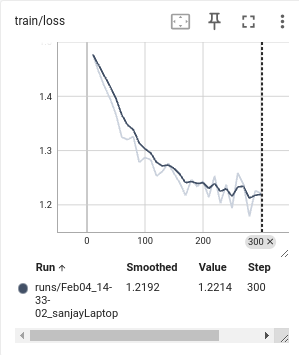 train/loss
1.4
1.3
1.2
0 100 200 300 ×
Run ↑ Smoothed Value Step
runs/Feb04_14- 1.2192 1.2214 300
33-
02_sanjayLaptop